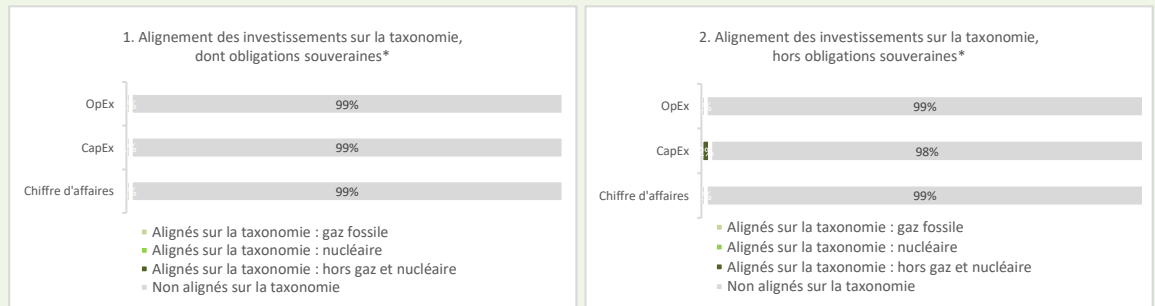 1. Alignement des investissements sur la taxonomie,
dont obligations souveraines*
OpEx
99%
CapEx
99%
Chiffre d'affaires
99%
Alignés sur la taxonomie : gaz fossile
Alignés sur la taxonomie : nucléaire
Alignés sur la taxonomie : hors gaz et nucléaire
Non alignés sur la taxonomie
2. Alignement des investissements sur la taxonomie,
hors obligations souveraines*
OpEx
99%
CapEx
98%
Chiffre d'affaires
99%
Alignés sur la taxonomie : gaz fossile
Alignés sur la taxonomie : nucléaire
Alignés sur la taxonomie : hors gaz et nucléaire
Non alignés sur la taxonomie